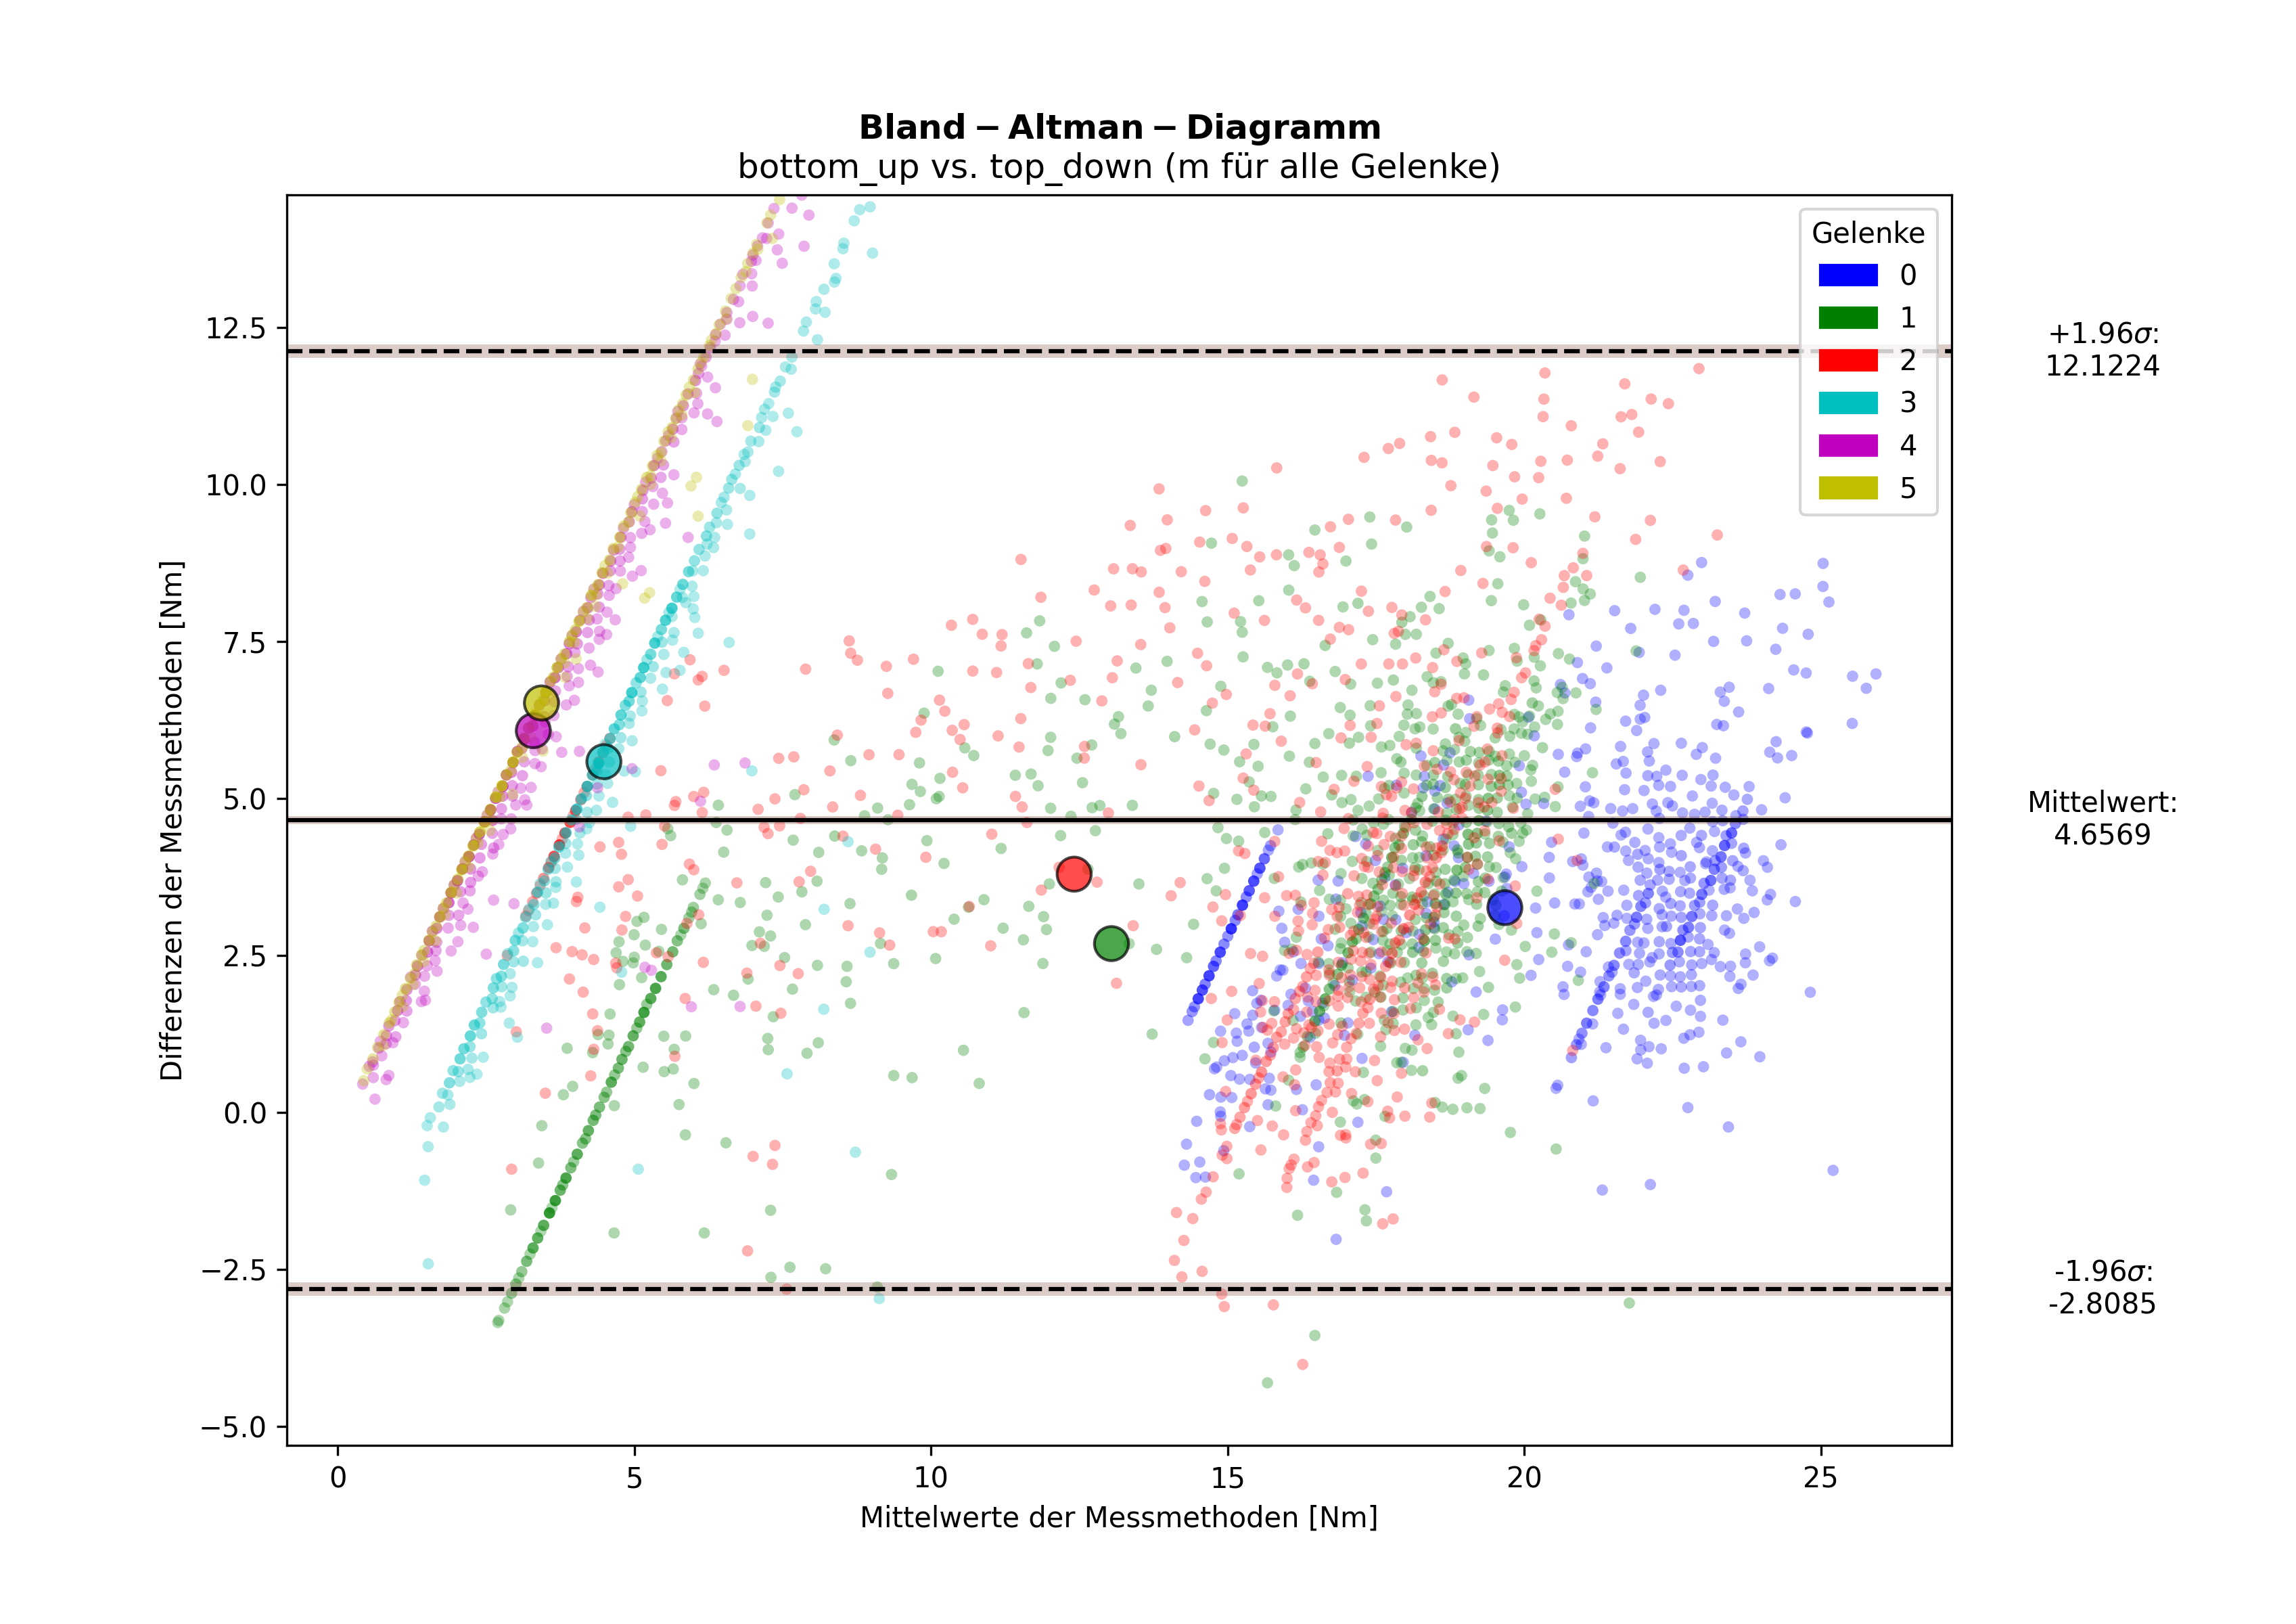 Bland − Altman − Diagramm
bottom_up vs. top_down (m für alle Gelenke)
Differenzen der Messmethoden [Nm]
12.5
10.0
7.5
5.0
2.5
0.0
−2.5
−5.0
0
5
10
15
20
25
Mittelwerte der Messmethoden [Nm]
Gelenke
0
1
2
3
4
5
+1.96σ:
12.1224
Mittelwert:
4.6569
-1.96σ:
-2.8085